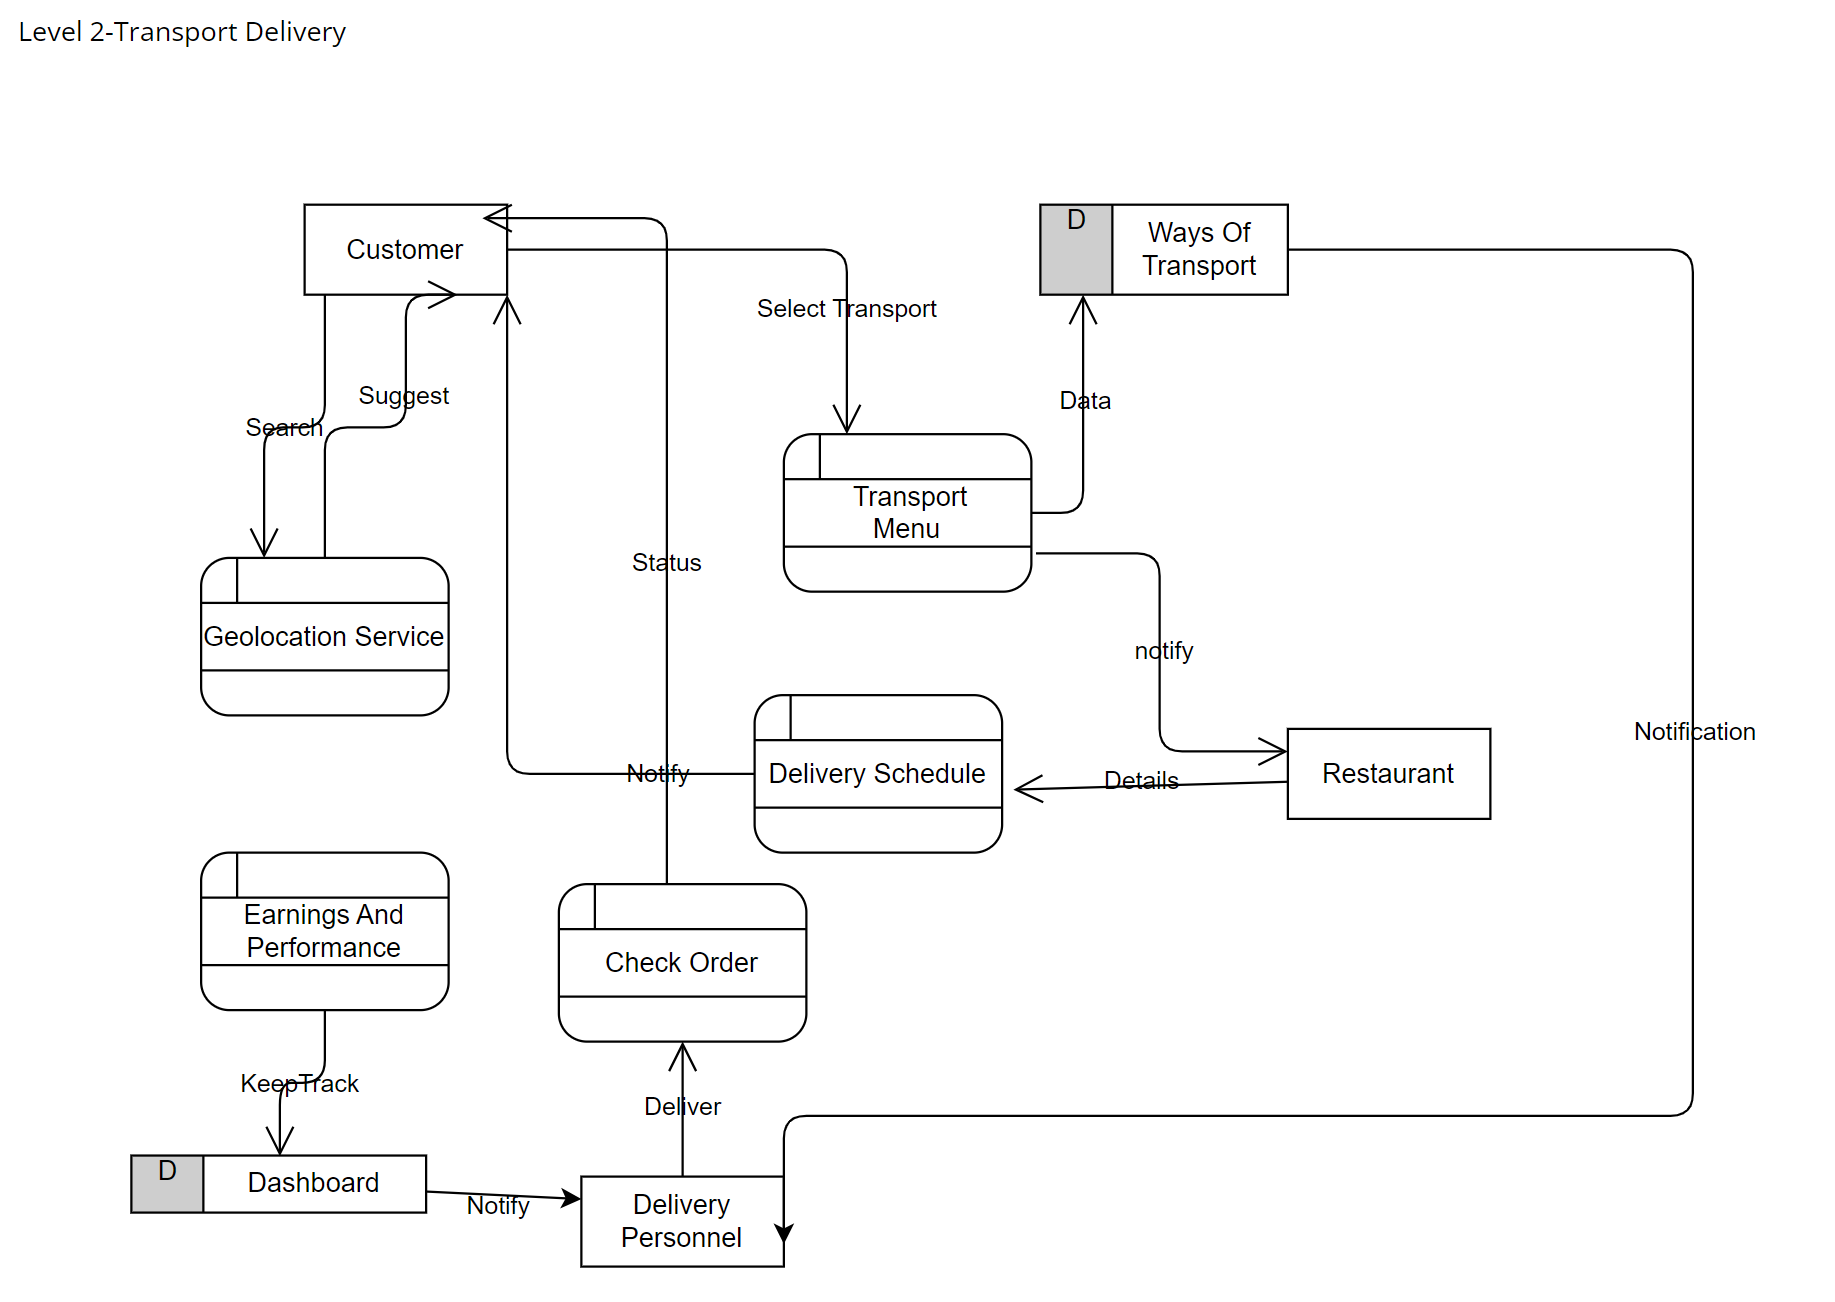 Level 2-Transport Delivery
Customer
D
Ways Of
Transport
Select Transport
Suggest
Data
Search
Transport
Menu
Status
Geolocation Service
notify
Notification
Notify
Delivery Schedule
Details
Restaurant
Earnings And
Performance
Check Order
KeepTrack
Deliver
D
Dashboard
Notify
Delivery
Personnel